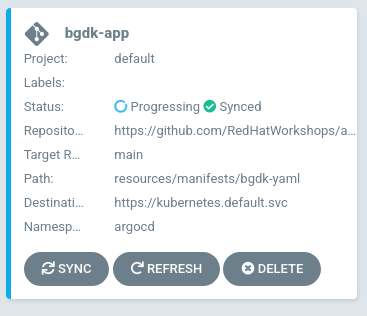 bgdk-app
Project: default
Labels:
Status: Progressing Synced
Reposito... https://github.com/RedHatWorkshops/a...
Target R... main
Path: resources/manifests/bgdk-yaml
Destinati... https://kubernetes.default.svc
Namesp... argocd
SYNC REFRESH DELETE